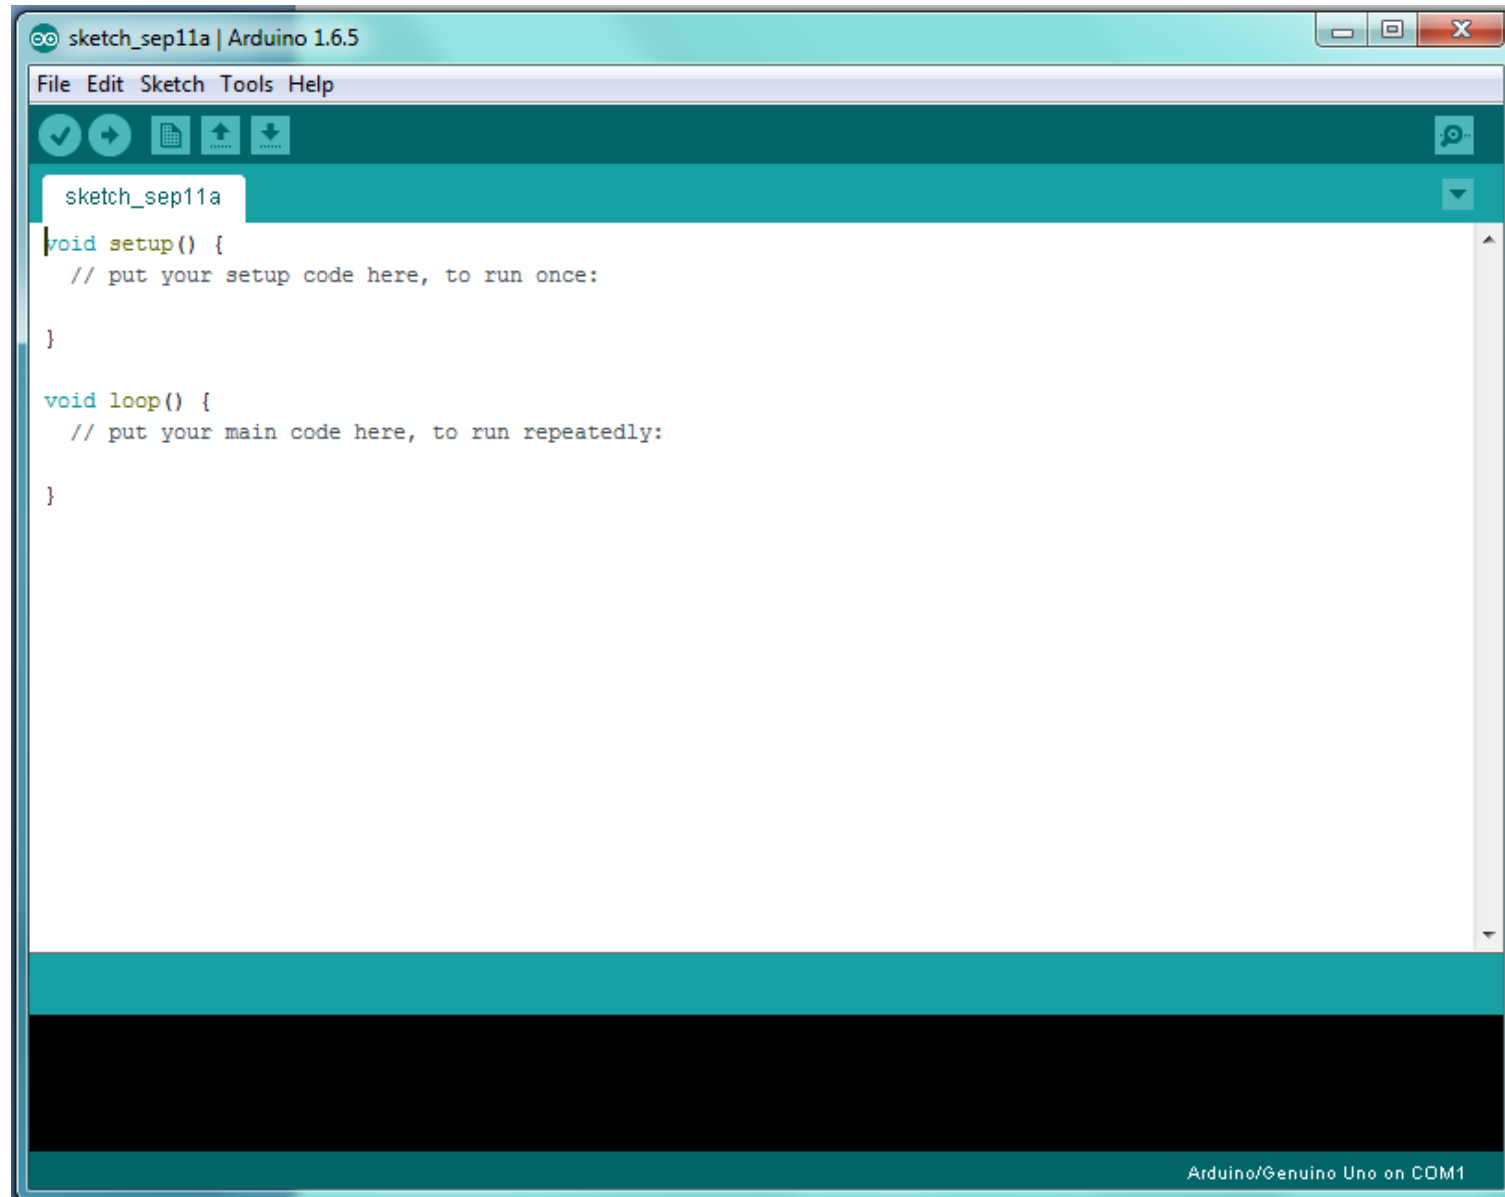 sketch_sep11a | Arduino 1.6.5
File Edit Sketch Tools Help
sketch_sep11a
void setup() {
  // put your setup code here, to run once:
}
void loop() {
  // put your main code here, to run repeatedly:
}
Arduino/Genuino Uno on COM1